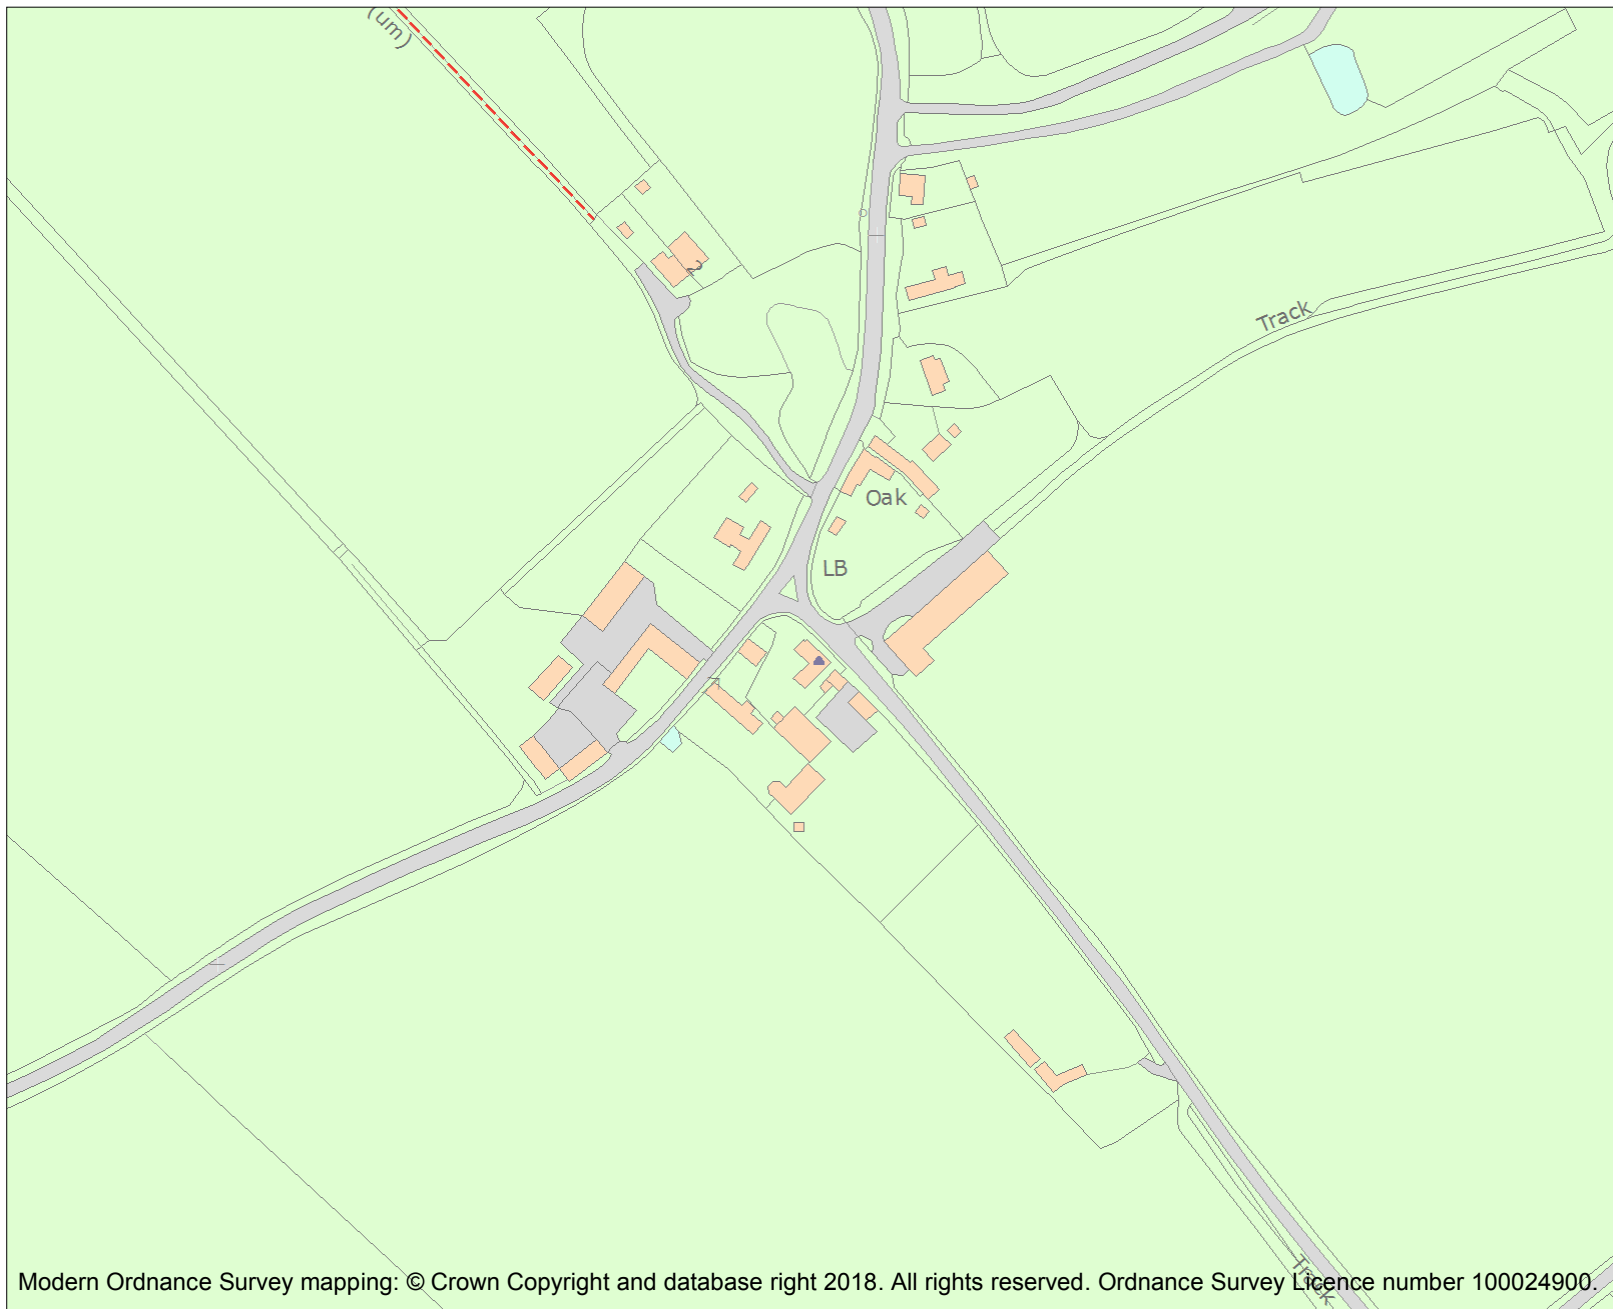 (um)
2
Track
Oak
LB
Track
Modern Ordnance Survey mapping: © Crown Copyright and database right 2018. All rights reserved. Ordnance Survey Licence number 100024900.